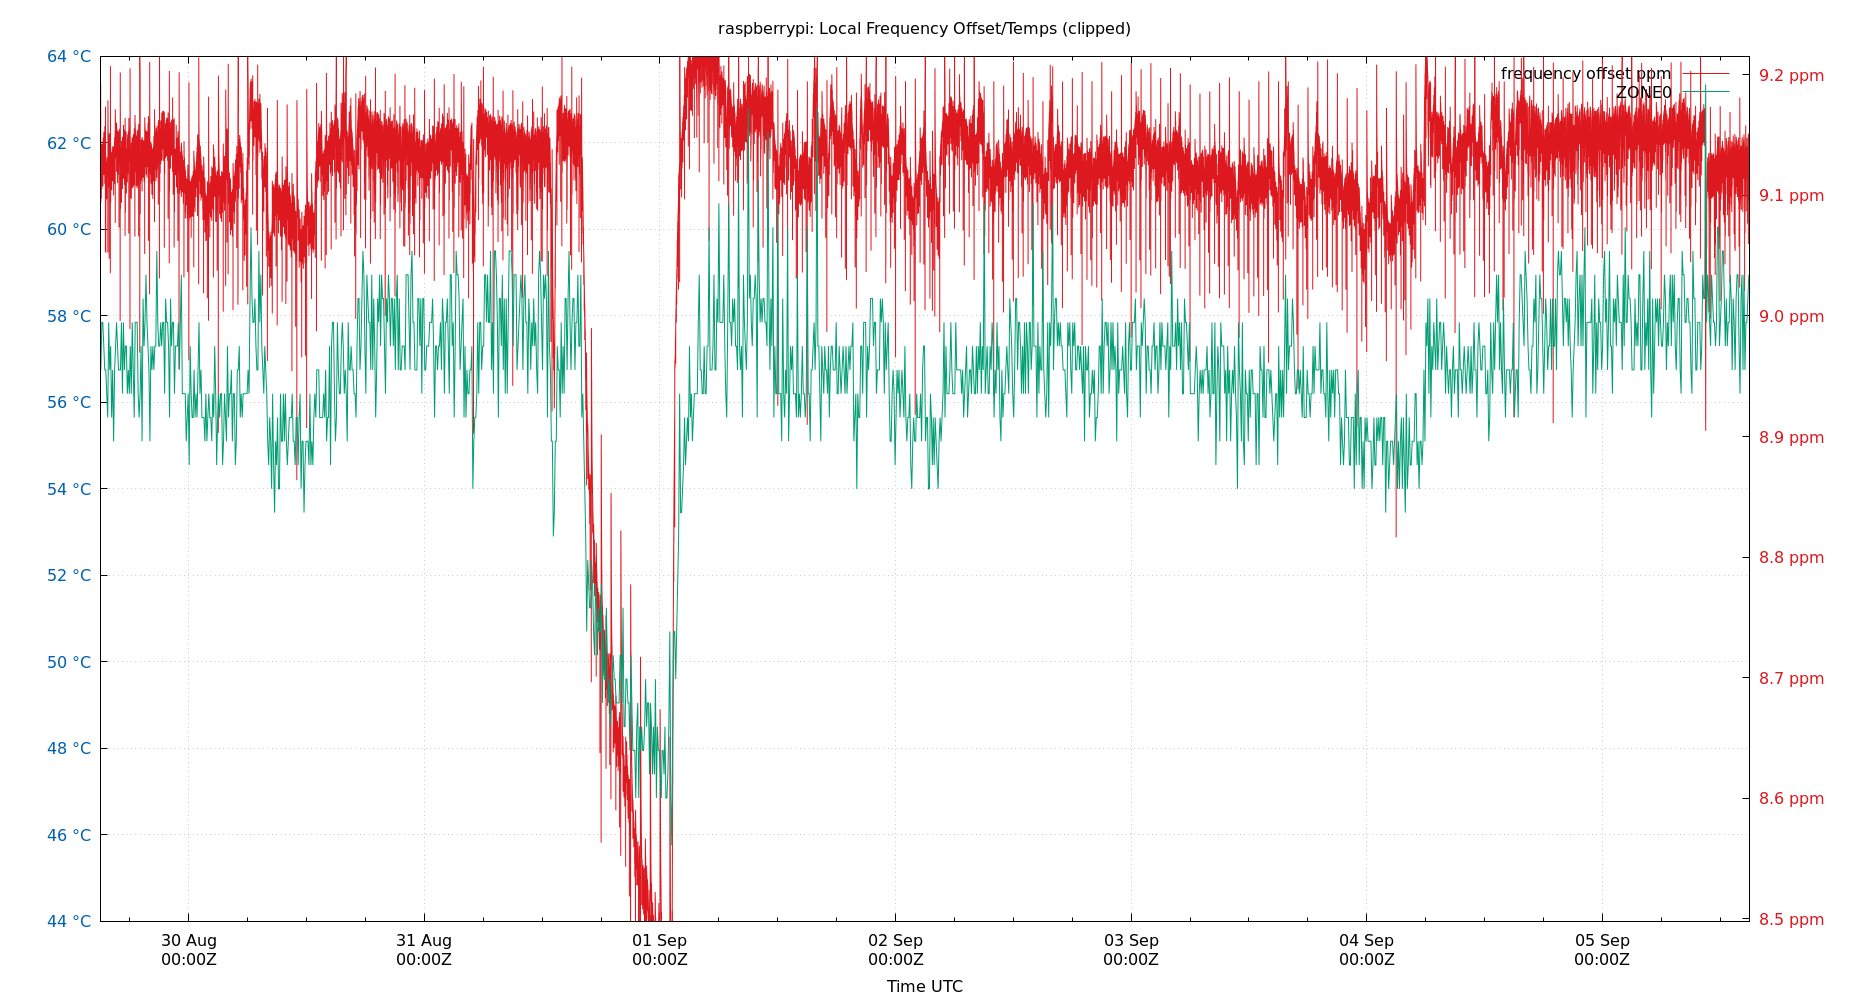 raspberrypi: Local Frequency Offset/Temps (clipped)
64 °C
62 °C
60 °C
58 °C
56 °C
54 °C
52 °C
50 °C
48 °C
46 °C
44 °C
frequency offset ppm
ZONE0
9.2 ppm
9.1 ppm
9.0 ppm
8.9 ppm
8.8 ppm
8.7 ppm
8.6 ppm
8.5 ppm
30 Aug
00:00Z
31 Aug
00:00Z
01 Sep
00:00Z
02 Sep
00:00Z
03 Sep
00:00Z
04 Sep
00:00Z
05 Sep
00:00Z
Time UTC